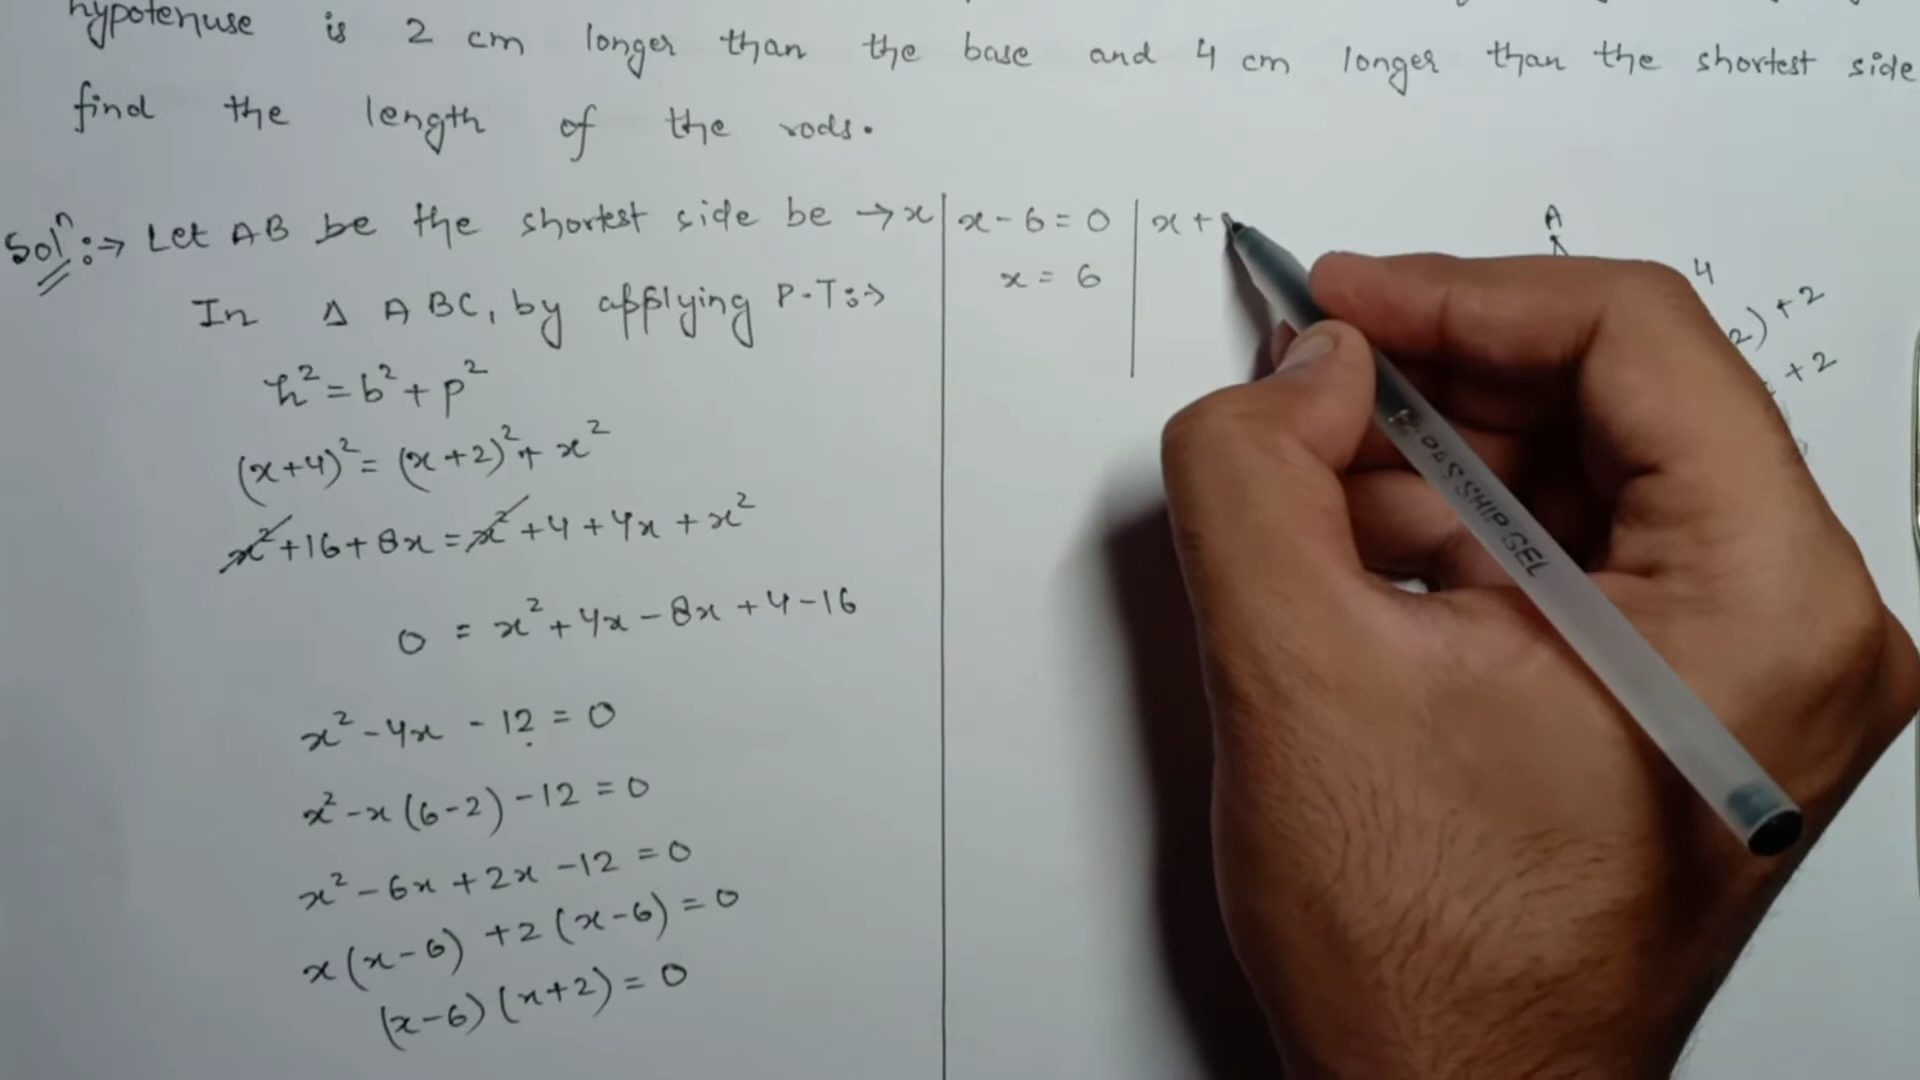 hypotenuse is 2 cm longer than the base and 4 cm longer than the shortest side
find the length of the rods.
Solⁿ:→ Let AB be the shortest side be → x
In Δ ABC, by applying P.T:→
h² = b² + p²
(x+4)² = (x+2)² + x²
x² + 16 + 8x = x² + 4 + 4x + x²
0 = x² + 4x - 8x + 4 - 16
x² - 4x - 12 = 0
x² - x (6-2) - 12 = 0
x² - 6x + 2x - 12 = 0
x (x-6) + 2 (x-6) = 0
(x-6) (x+2) = 0
x - 6 = 0
x = 6
x +
A
4
2) + 2
+ 2